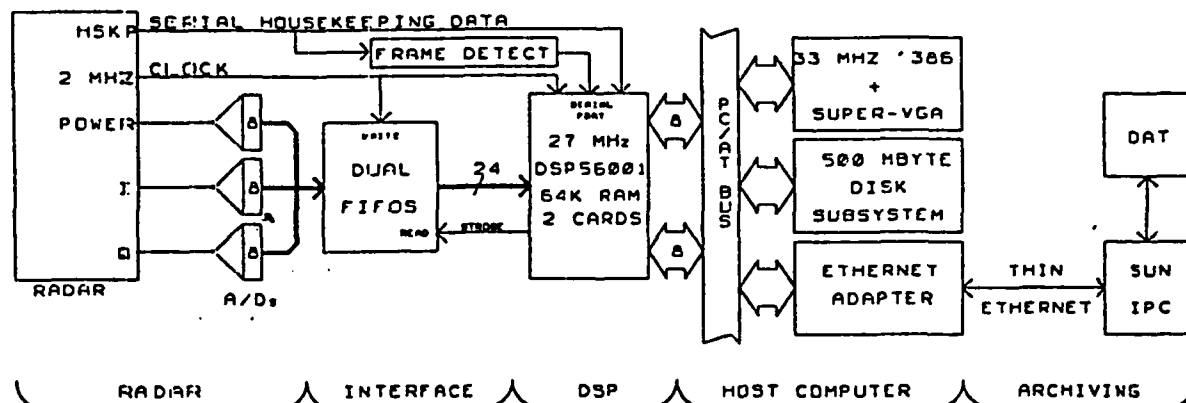 HSKP
SERIAL HOUSEKEEPING DATA
FRAME DETECT
2 MHZ
CLOCK
POWER
I
Q
RADAR
8
8
8
A/Ds
WRITE
DUAL
FIFOS
READ
24
STROBE
SERIAL
PORT
27 MHz
DSP56001
64K RAM
2 CARDS
8
8
PC/AT BUS
33 MHZ '386
+
SUPER-VGA
500 MBYTE
DISK
SUBSYSTEM
ETHERNET
ADAPTER
THIN
ETHERNET
DAT
SUN
IPC
RADAR
INTERFACE
DSP
HOST COMPUTER
ARCHIVING